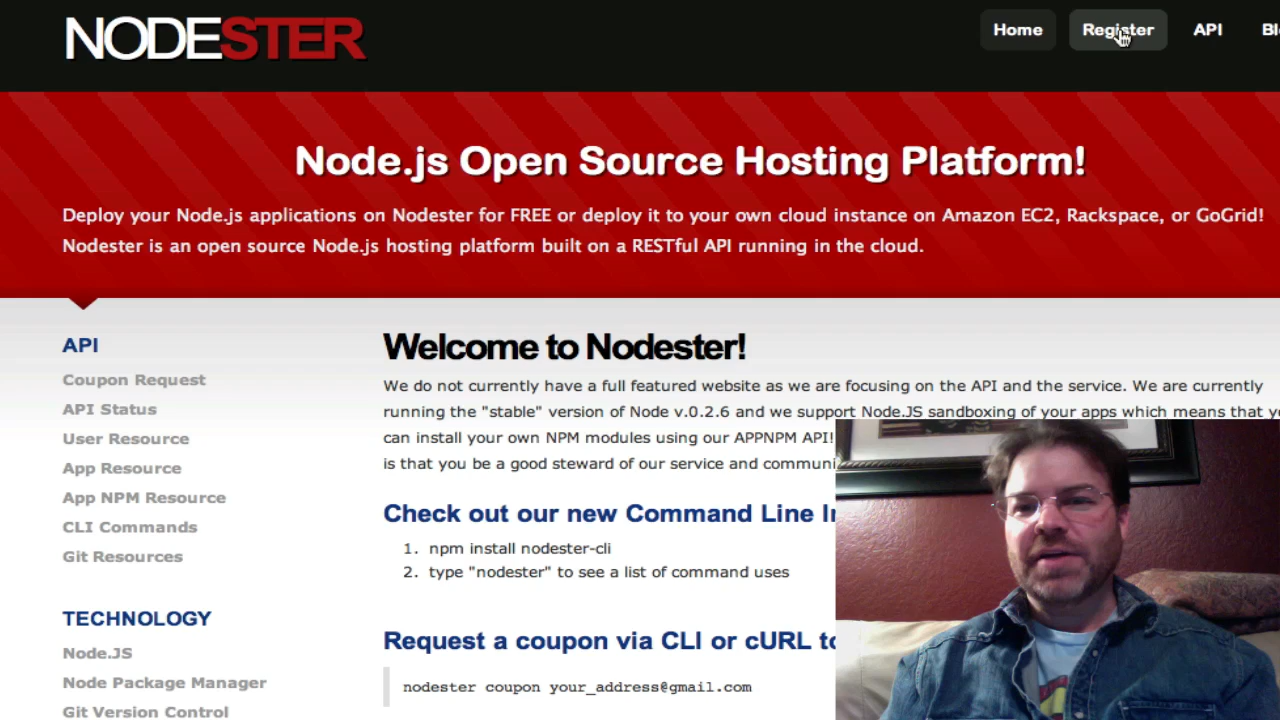 NODESTER
Home
Register
API
Node.js Open Source Hosting Platform!
Deploy your Node.js applications on Nodester for FREE or deploy it to your own cloud instance on Amazon EC2, Rackspace, or GoGrid!
Nodester is an open source Node.js hosting platform built on a RESTful API running in the cloud.
API
Coupon Request
API Status
User Resource
App Resource
App NPM Resource
CLI Commands
Git Resources
TECHNOLOGY
Node.JS
Node Package Manager
Git Version Control
Welcome to Nodester!
We do not currently have a full featured website as we are focusing on the API and the service. We are currently
running the "stable" version of Node v.0.2.6 and we support Node.JS sandboxing of your apps which means that
can install your own NPM modules using our APPNPM API!
is that you be a good steward of our service and
Check out our new Command Line
1. npm install nodester-cli
2. type "nodester" to see a list of command uses
Request a coupon via CLI or cURL
nodester coupon your_address@gmail.com